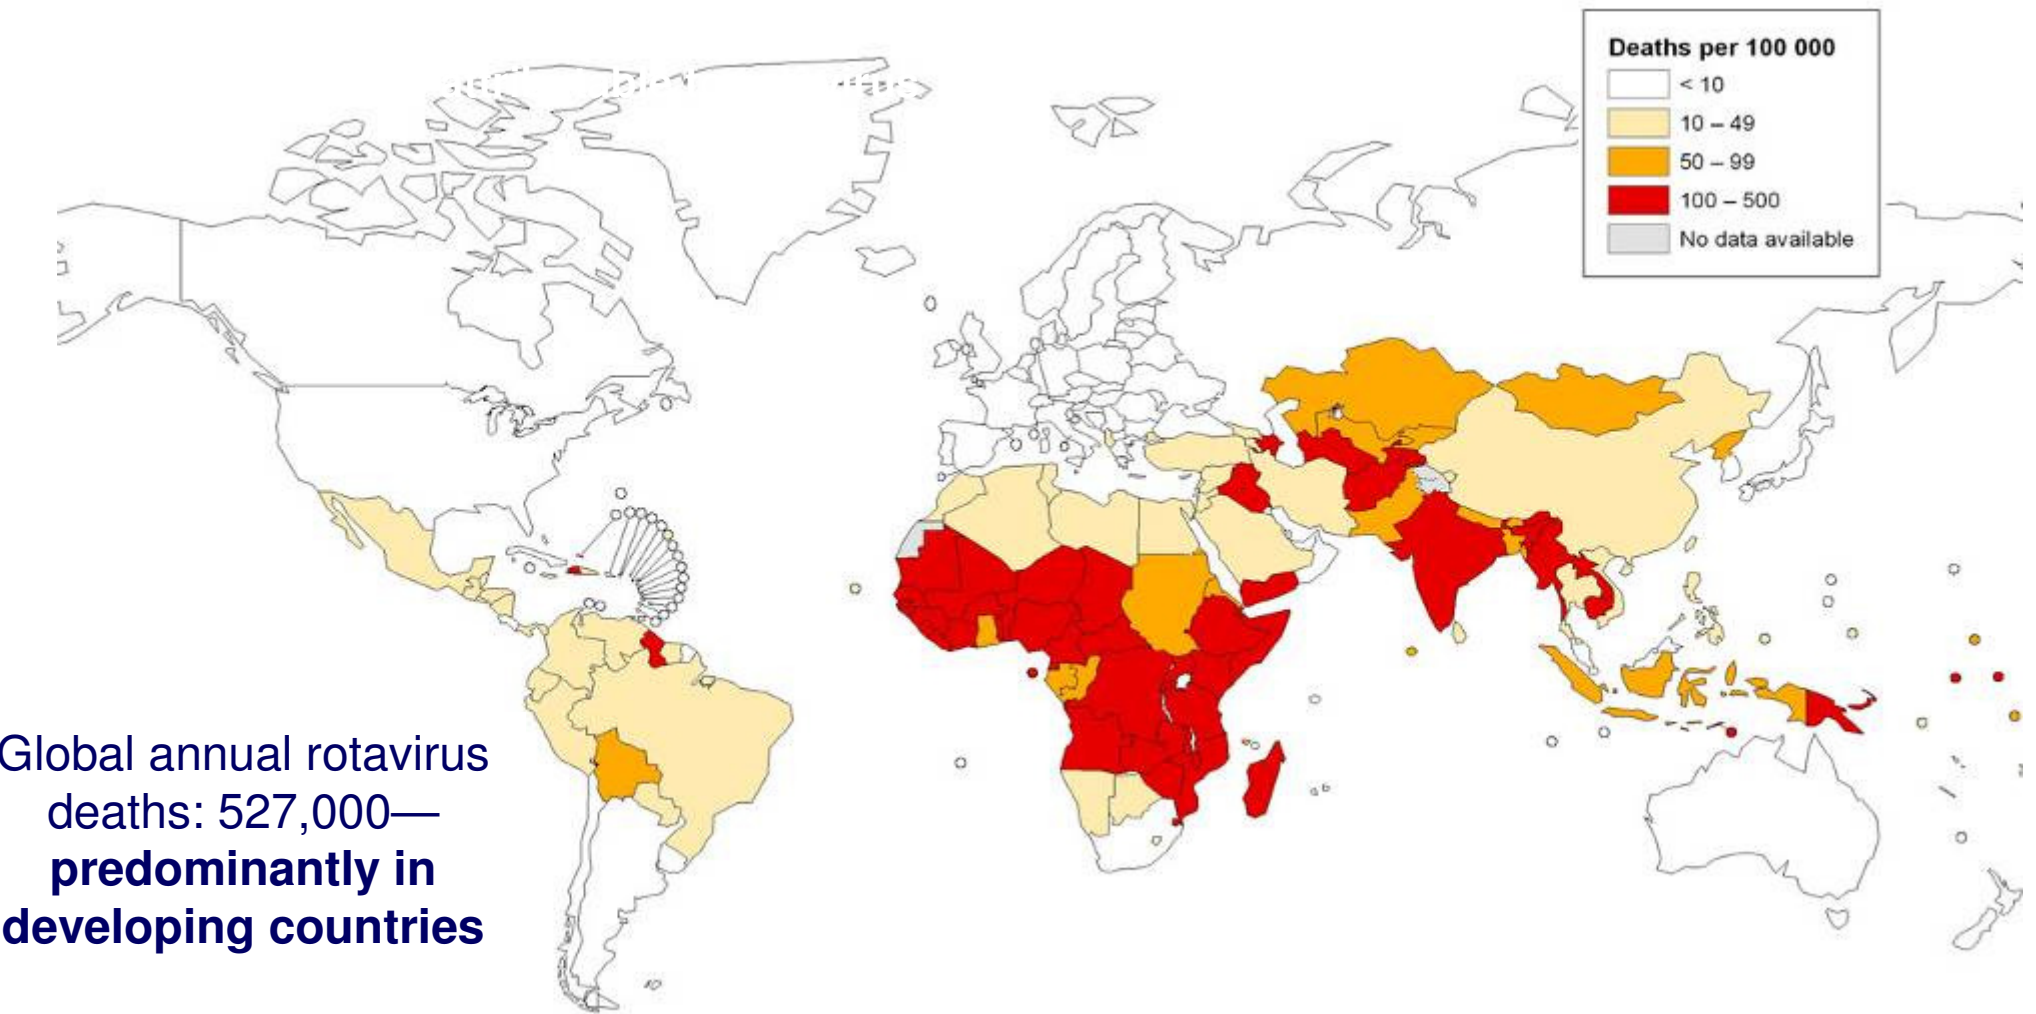 Deaths per 100 000
< 10
10 – 49
50 – 99
100 – 500
No data available
Global annual rotavirus
deaths: 527,000—
predominantly in
developing countries